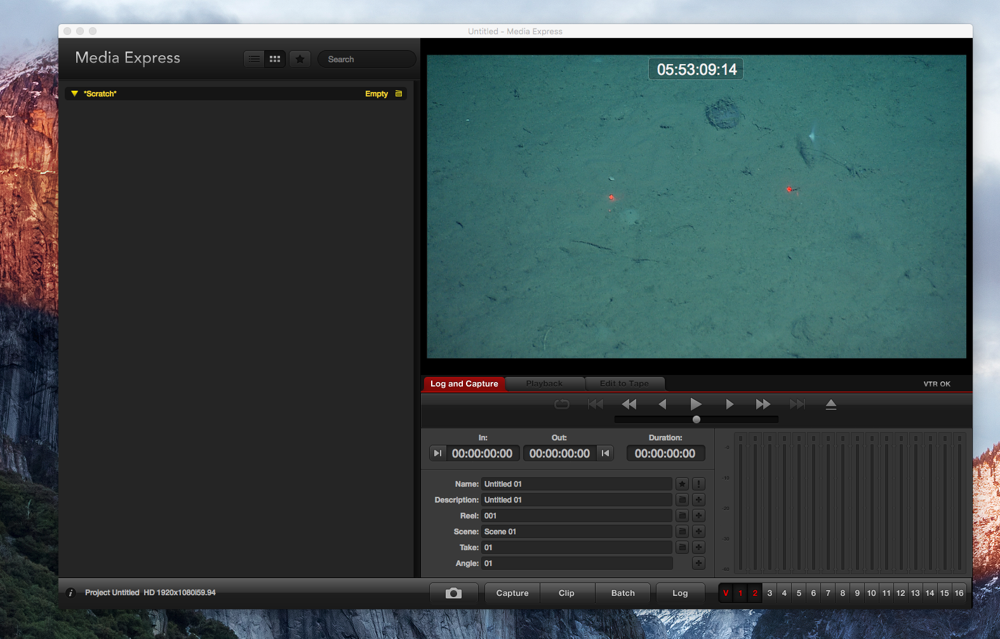 Untitled - Media Express
Media Express
Search
*Scratch* Empty
05:53:09:14
Log and Capture Playback Edit to Tape VTR OK
In: Out: Duration:
00:00:00:00 00:00:00:00 00:00:00:00
Name: Untitled 01
Description: Untitled 01
Reel: 001
Scene: Scene 01
Take: 01
Angle: 01
-0
-10
-20
-30
-60
Project Untitled HD 1920x1080i59.94
Capture Clip Batch Log V 1 2 3 4 5 6 7 8 9 10 11 12 13 14 15 16